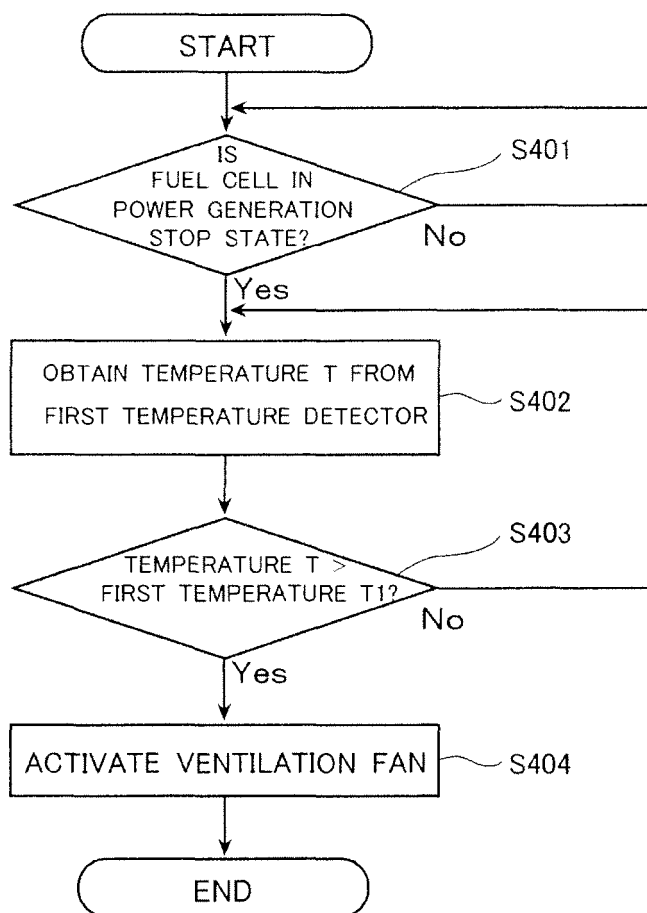 START
IS
FUEL CELL IN
POWER GENERATION
STOP STATE?
S401
No
Yes
OBTAIN TEMPERATURE T FROM
FIRST TEMPERATURE DETECTOR
S402
TEMPERATURE T >
FIRST TEMPERATURE T1?
S403
No
Yes
ACTIVATE VENTILATION FAN
S404
END